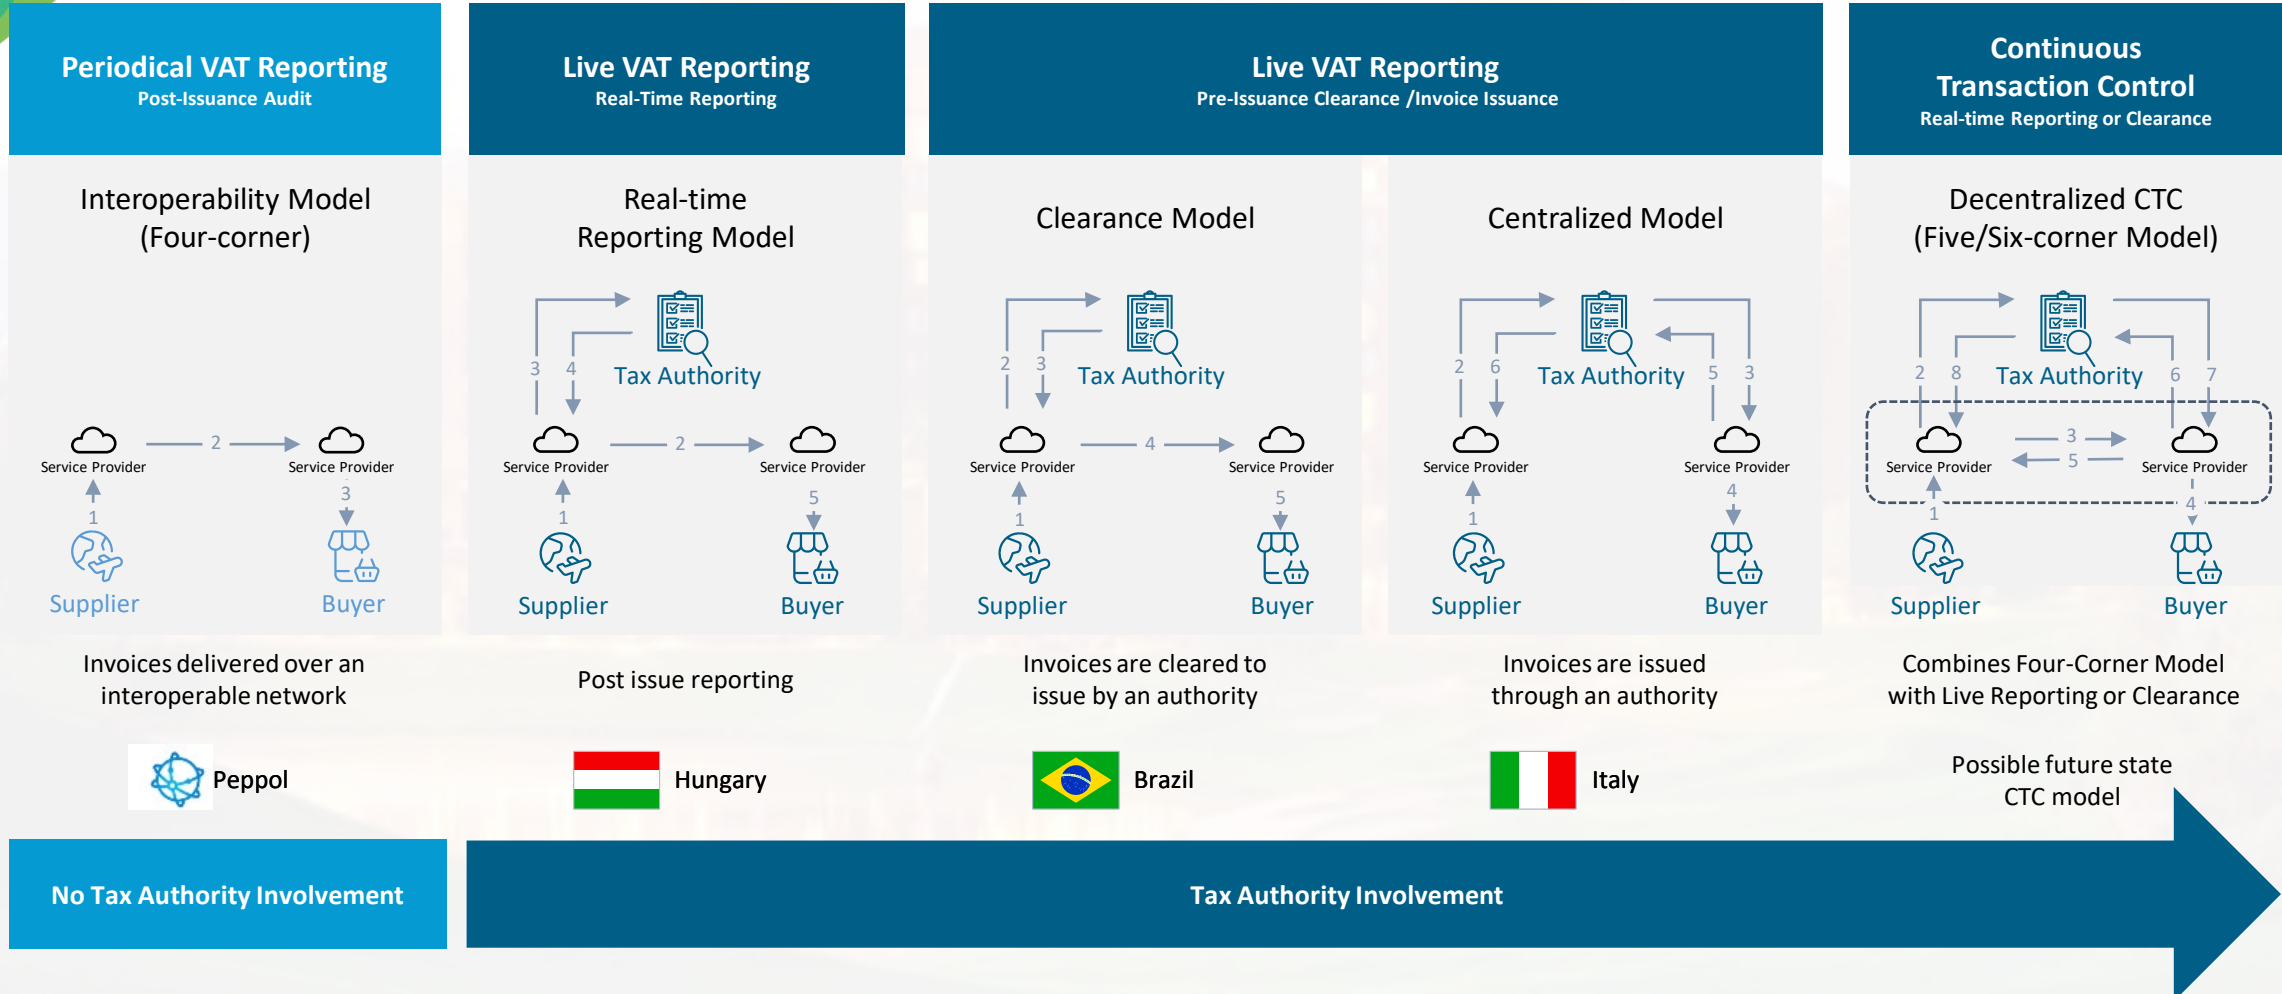 Periodical VAT Reporting
Post-Issuance Audit
Interoperability Model
(Four-corner)
2
Service Provider
Service Provider
1
3
Supplier
Buyer
Invoices delivered over an
interoperable network
Peppol
Live VAT Reporting
Real-Time Reporting
Real-time
Reporting Model
3
4
Tax Authority
2
Service Provider
Service Provider
1
5
Supplier
Buyer
Post issue reporting
Hungary
Live VAT Reporting
Pre-Issuance Clearance /Invoice Issuance
Clearance Model
2
3
Tax Authority
4
Service Provider
Service Provider
1
5
Supplier
Buyer
Invoices are cleared to
issue by an authority
Brazil
Centralized Model
2
6
Tax Authority
5
3
Service Provider
Service Provider
1
4
Supplier
Buyer
Invoices are issued
through an authority
Italy
Continuous
Transaction Control
Real-time Reporting or Clearance
Decentralized CTC
(Five/Six-corner Model)
2
8
Tax Authority
6
7
3
5
Service Provider
Service Provider
1
4
Supplier
Buyer
Combines Four-Corner Model
with Live Reporting or Clearance
Possible future state
CTC model
No Tax Authority Involvement
Tax Authority Involvement